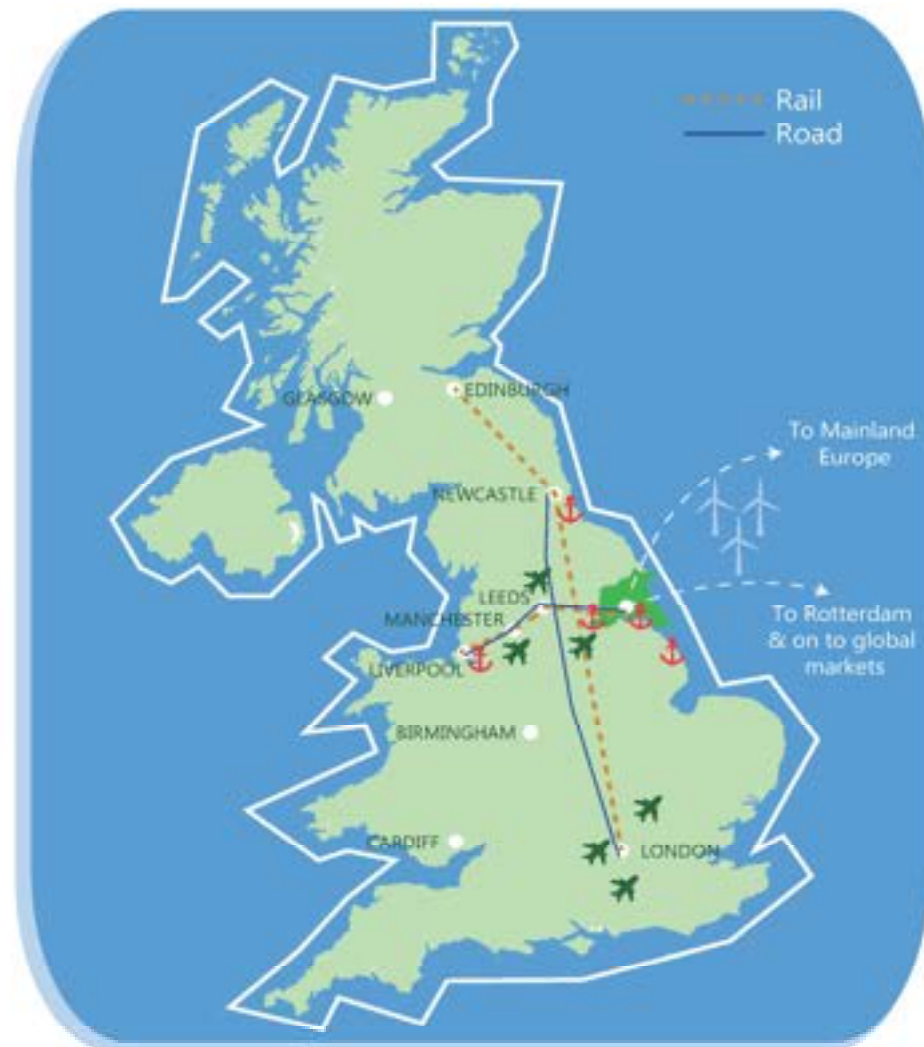 Rail
Road
GLASGOW
EDINBURGH
To Mainland
Europe
NEWCASTLE
LEEDS
MANCHESTER
To Rotterdam
& on to global
markets
LIVERPOOL
BIRMINGHAM
CARDIFF
LONDON